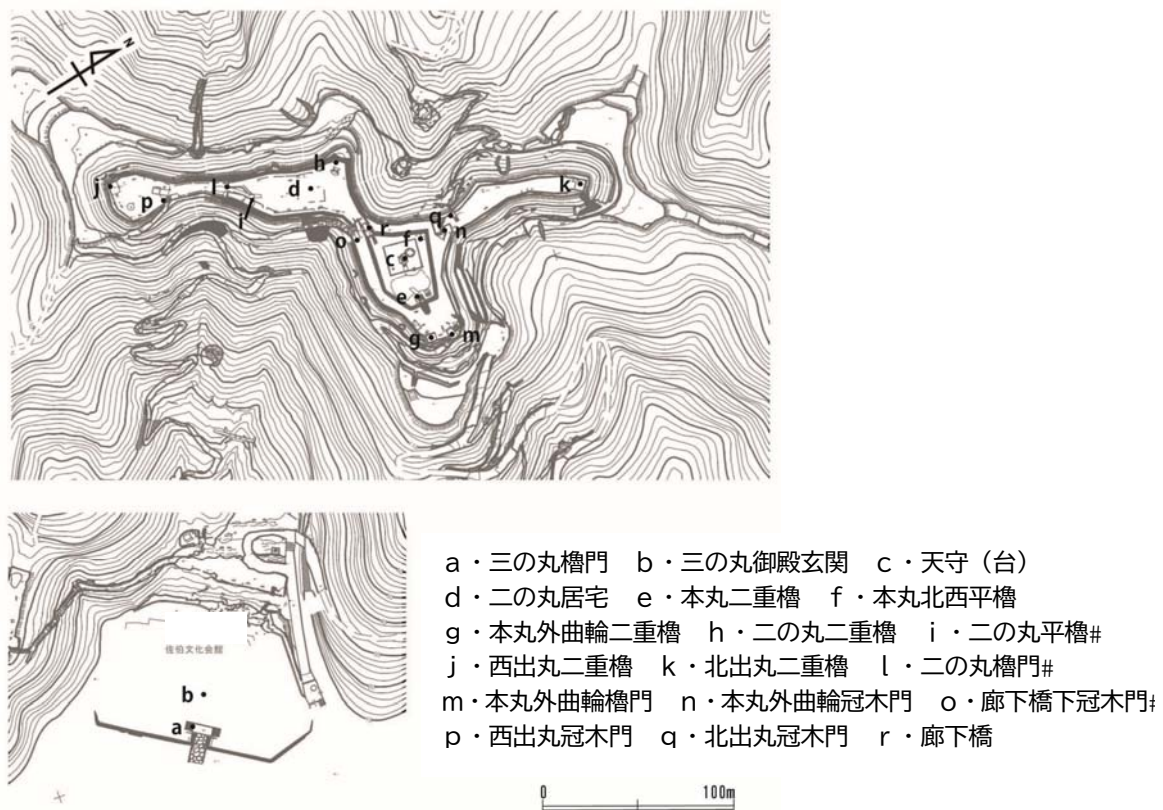 N
h
j
l
d
k
p
i
q
r
n
o
f
c
e
g
m
佐伯文化会館
b
a
a・三の丸櫓門 b・三の丸御殿玄関 c・天守（台）
d・二の丸居宅 e・本丸二重櫓 f・本丸北西平櫓
g・本丸外曲輪二重櫓 h・二の丸二重櫓 i・二の丸平櫓#
j・西出丸二重櫓 k・北出丸二重櫓 l・二の丸櫓門#
m・本丸外曲輪櫓門 n・本丸外曲輪冠木門 o・廊下橋下冠木門#
p・西出丸冠木門 q・北出丸冠木門 r・廊下橋
0 100m